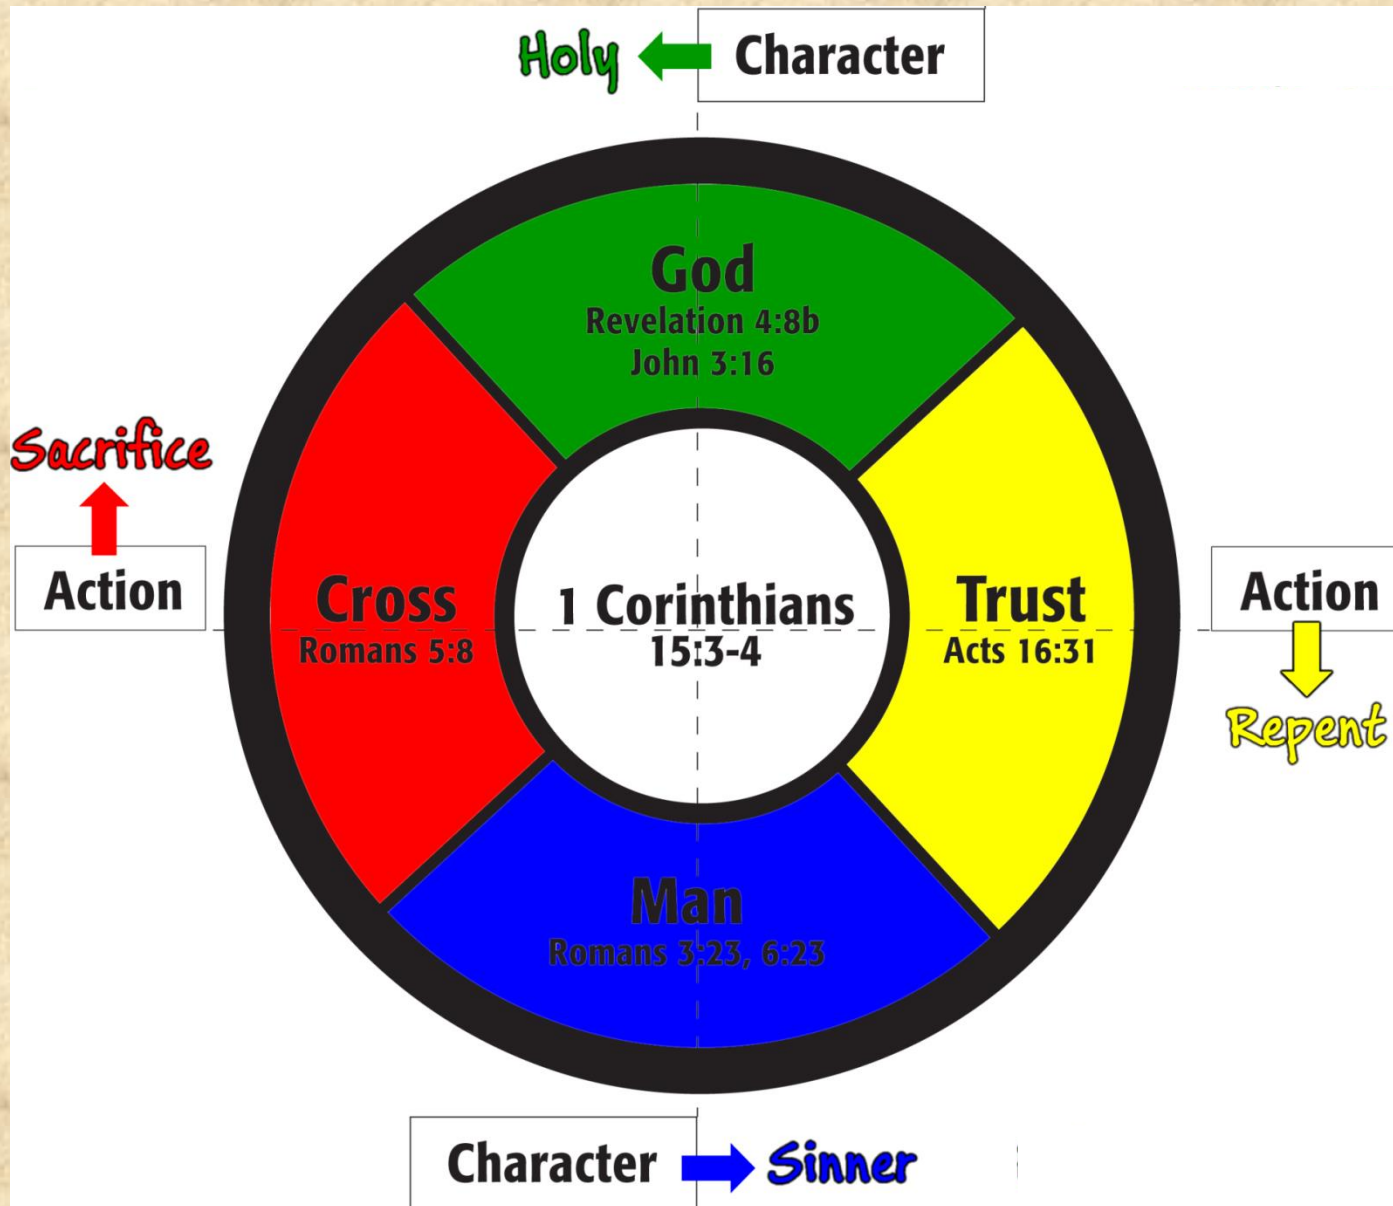 Holy
Character
God
Revelation 4:8b
John 3:16
Sacrifice
Action
Cross
Romans 5:8
1 Corinthians
15:3-4
Trust
Acts 16:31
Action
Repent
Man
Romans 3:23, 6:23
Character
Sinner